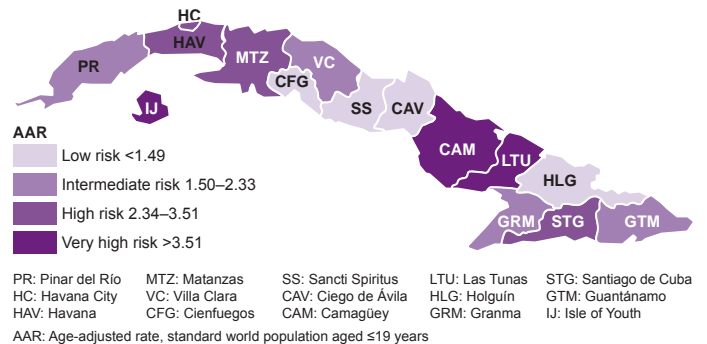 HC
HAV
MTZ
VC
PR
CFG
IJ
SS
CAV
AAR
Low risk <1.49
Intermediate risk 1.50–2.33
High risk 2.34–3.51
Very high risk >3.51
CAM
LTU
HLG
GRM
STG
GTM
PR: Pinar del Río MTZ: Matanzas SS: Sancti Spiritus LTU: Las Tunas STG: Santiago de Cuba
HC: Havana City VC: Villa Clara CAV: Ciego de Ávila HLG: Holguín GTM: Guantánamo
HAV: Havana CFG: Cienfuegos CAM: Camagüey GRM: Granma IJ: Isle of Youth
AAR: Age-adjusted rate, standard world population aged ≤19 years